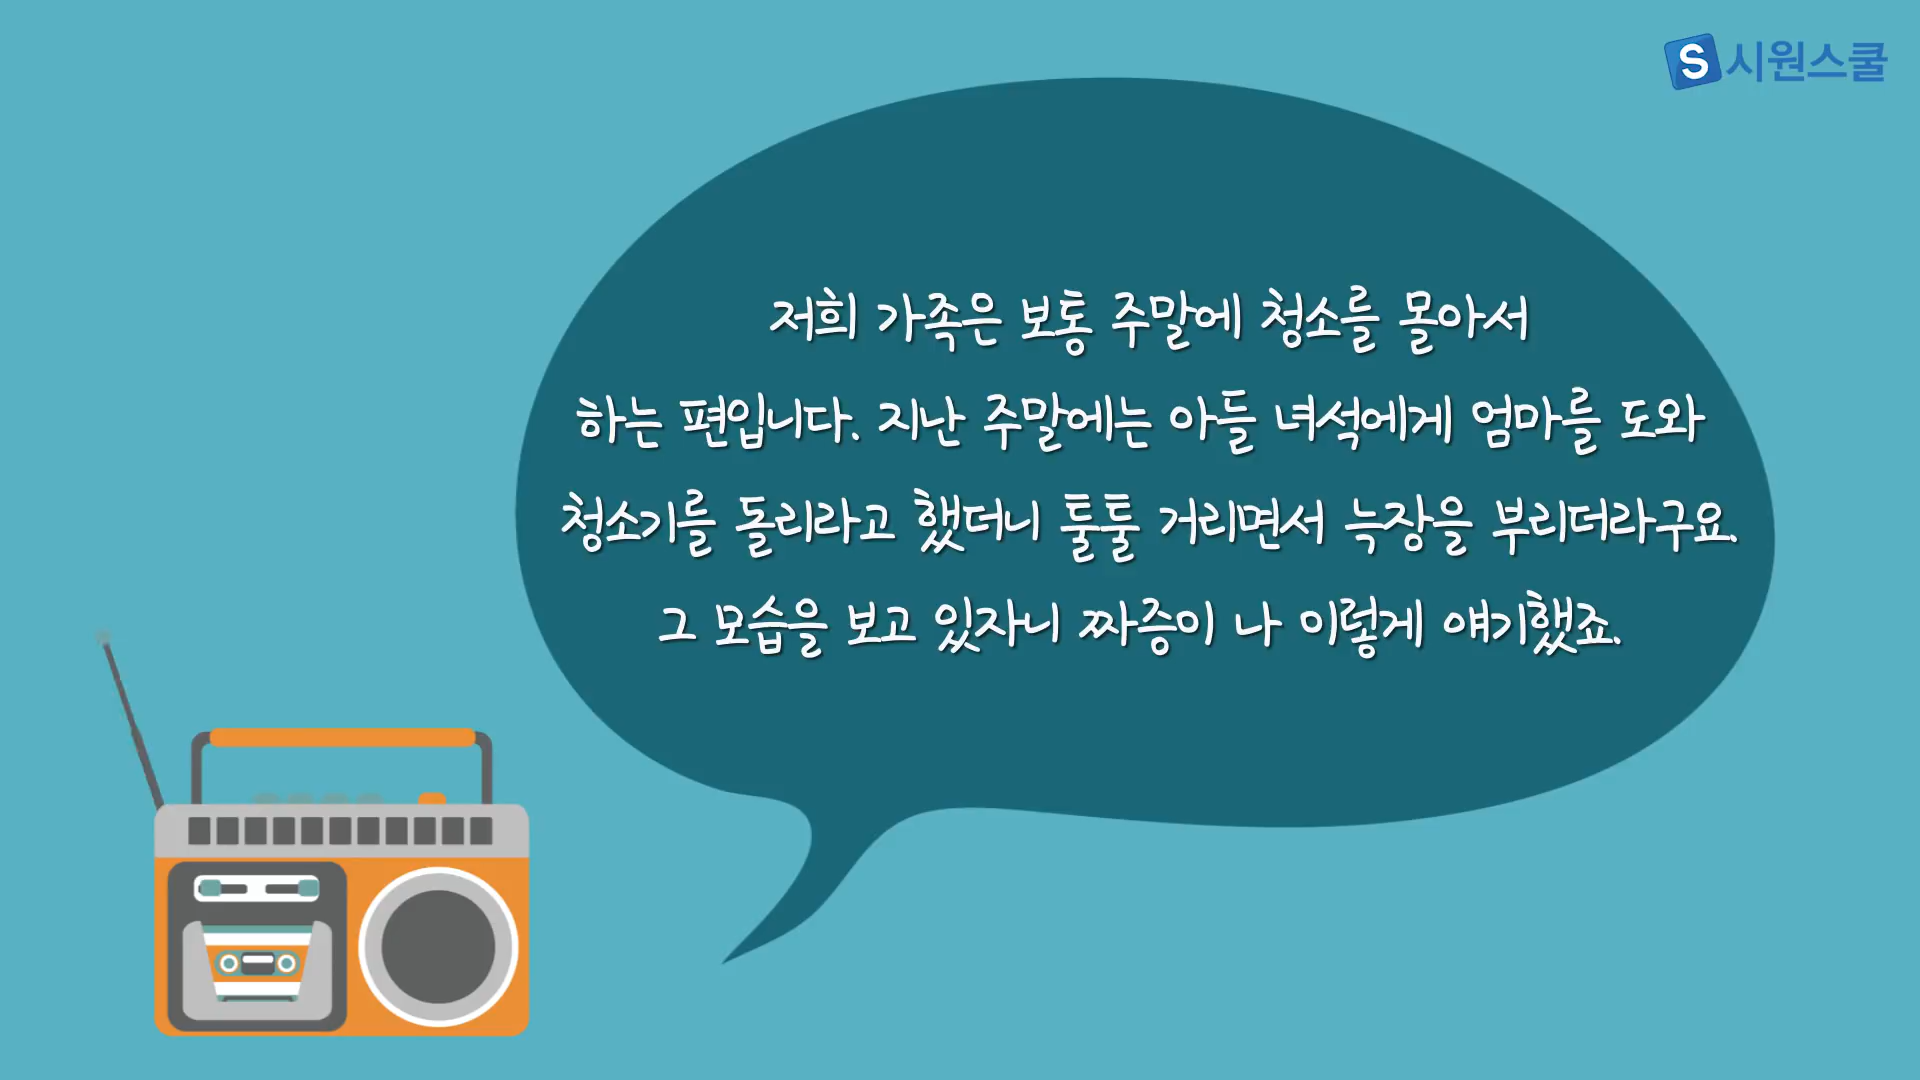 S 시원스쿨
저희 가족은 보통 주말에 청소를 몰아서
하는 편입니다. 지난 주말에는 아들 녀석에게 엄마를 도와
청소기를 돌리라고 했더니 툴툴 거리면서 늑장을 부리더라구요.
그 모습을 보고 있자니 짜증이 나 이렇게 얘기했죠.